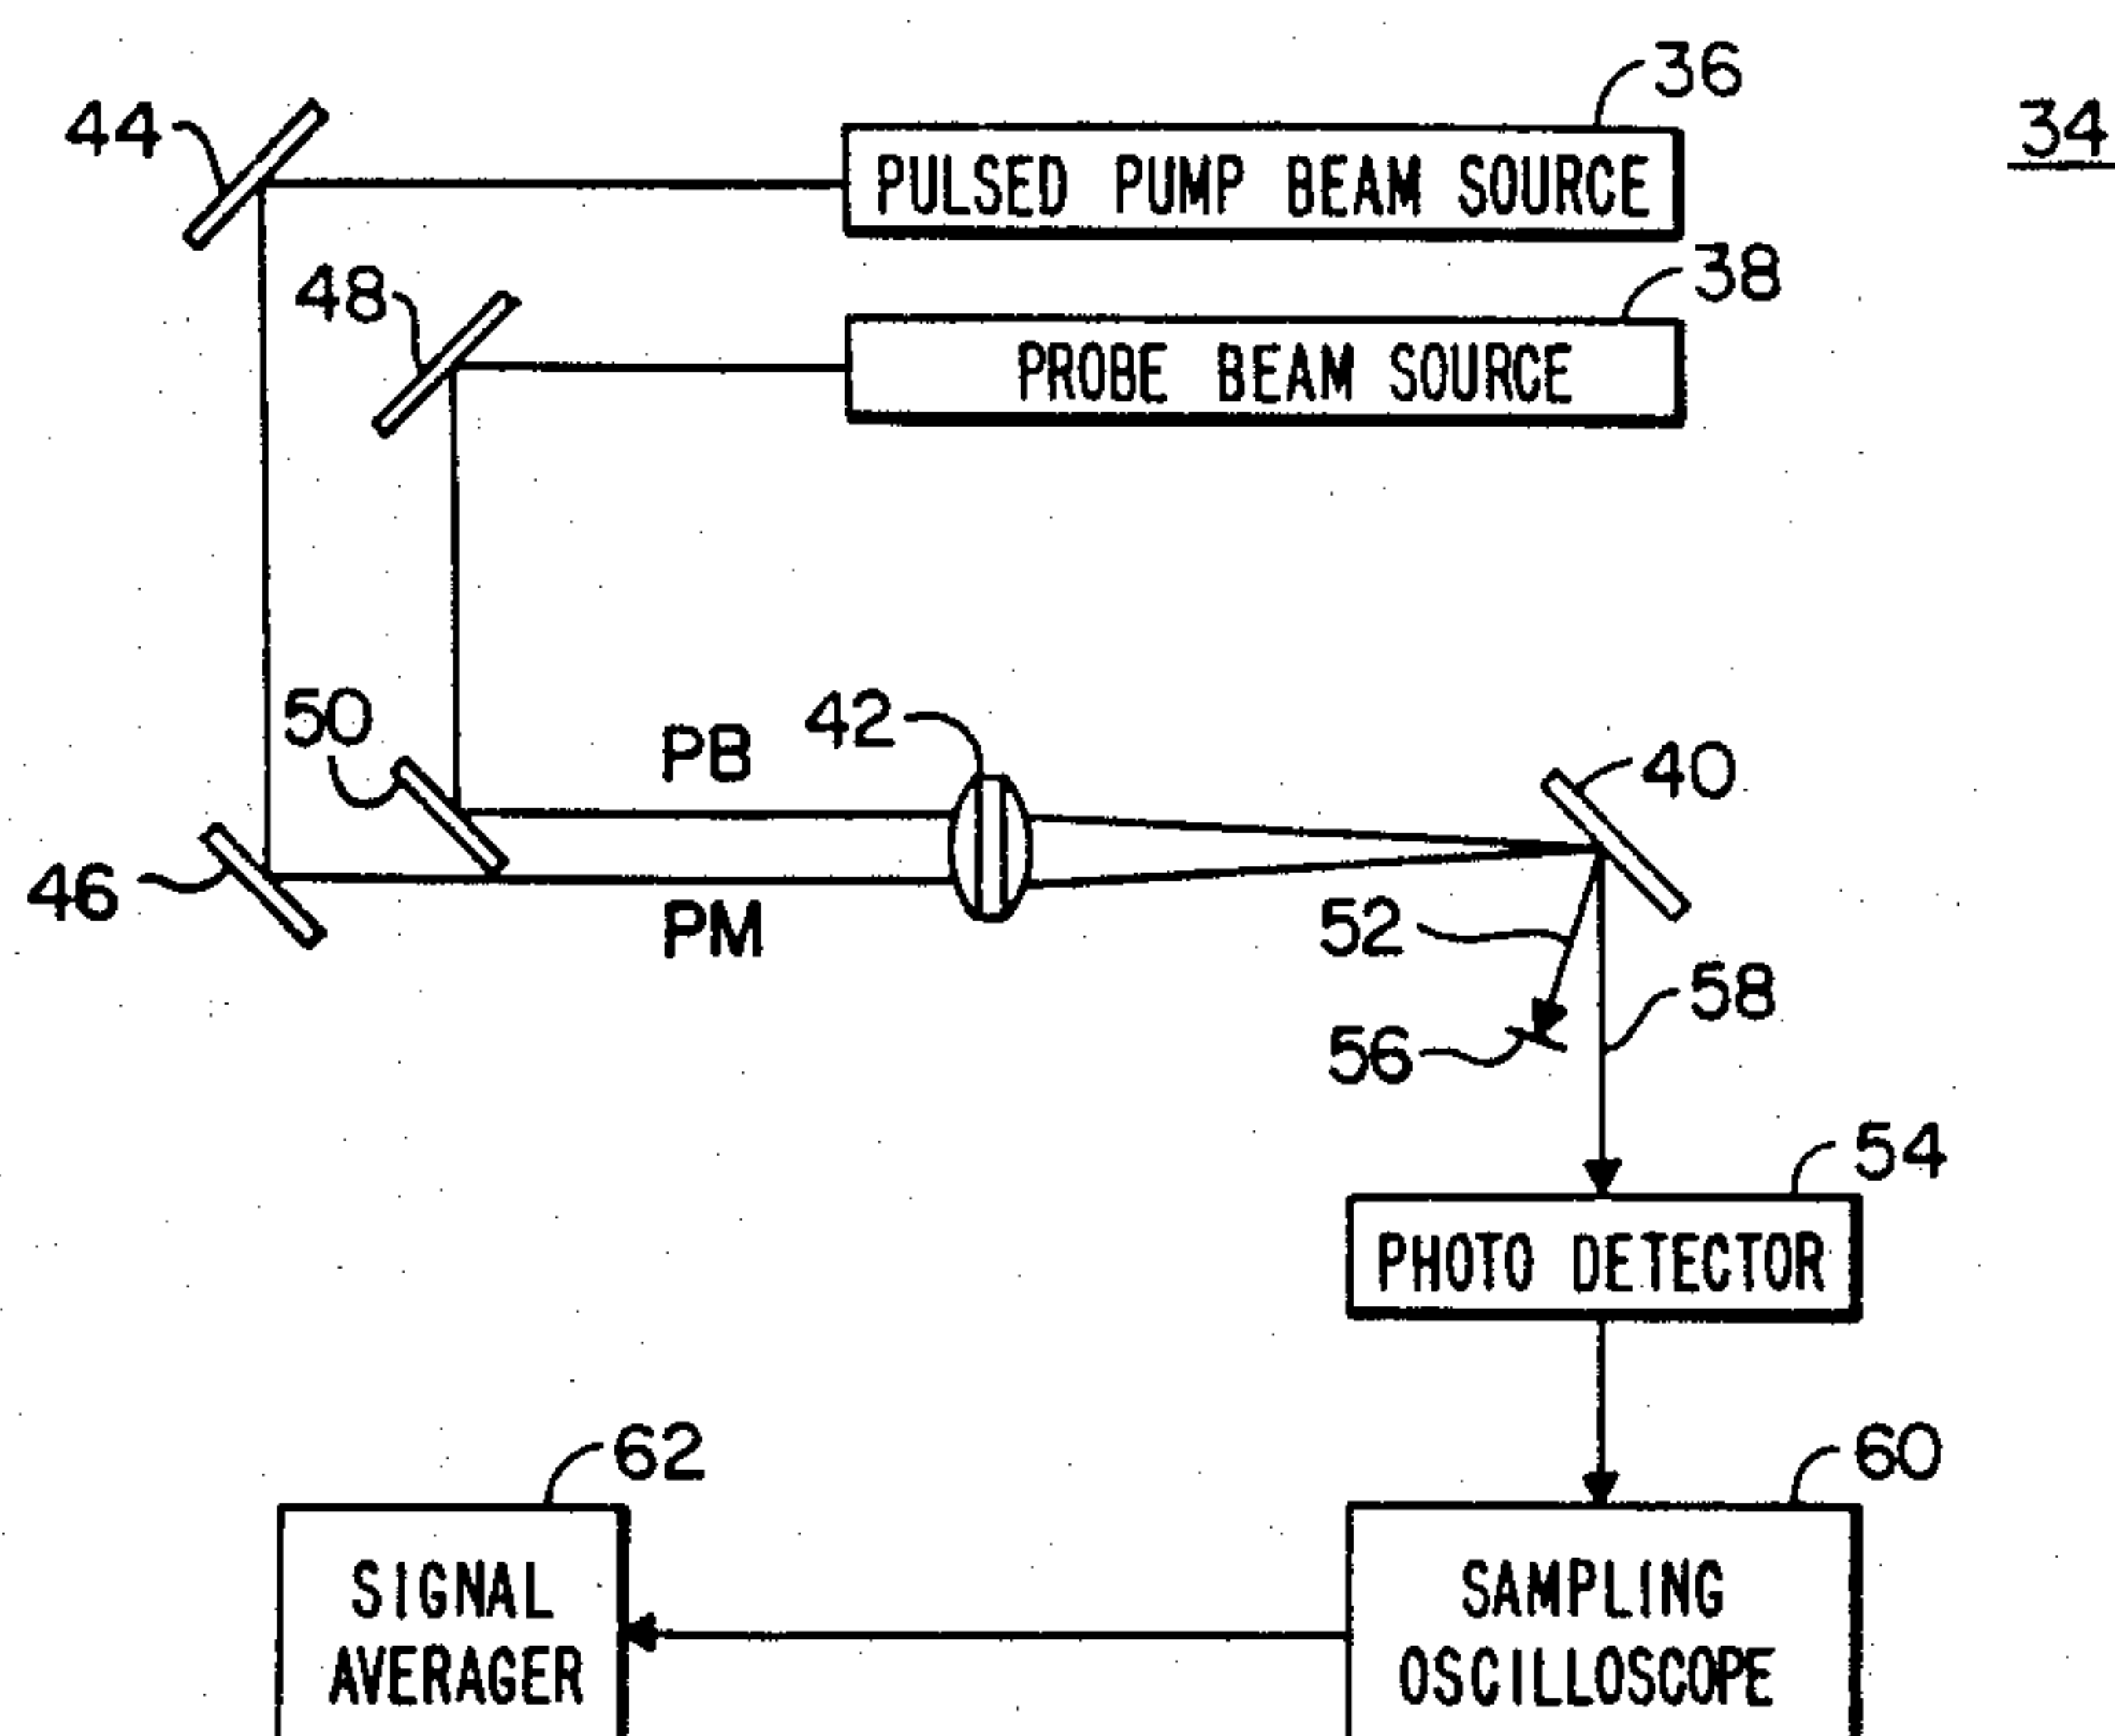 36
34
44
PULSED PUMP BEAM SOURCE
38
48
PROBE BEAM SOURCE
50
PB
42
40
46
PM
52
58
56
54
PHOTO DETECTOR
62
60
SIGNAL
AVERAGER
SAMPLING
OSCILLOSCOPE